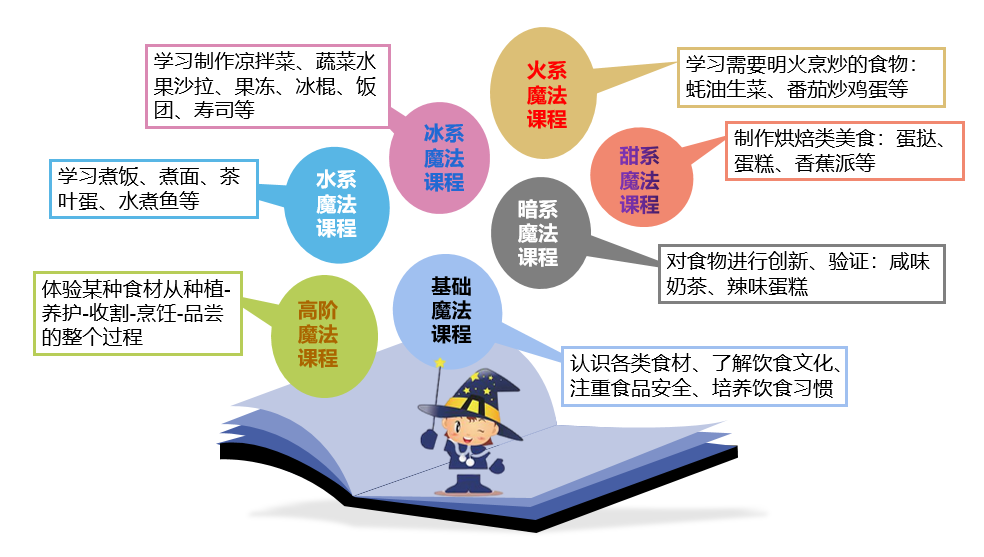 学习制作凉拌菜、蔬菜水
果沙拉、果冻、冰棍、饭
团、寿司等
火系
魔法
课程
学习需要明火烹炒的食物：
蚝油生菜、番茄炒鸡蛋等
冰系
魔法
课程
甜系
魔法
课程
制作烘焙类美食：蛋挞、
蛋糕、香蕉派等
学习煮饭、煮面、茶
叶蛋、水煮鱼等
水系
魔法
课程
暗系
魔法
课程
对食物进行创新、验证：咸味
奶茶、辣味蛋糕
体验某种食材从种植-
养护-收割-烹饪-品尝
的整个过程
高阶
魔法
课程
基础
魔法
课程
认识各类食材、了解饮食文化、
注重食品安全、培养饮食习惯